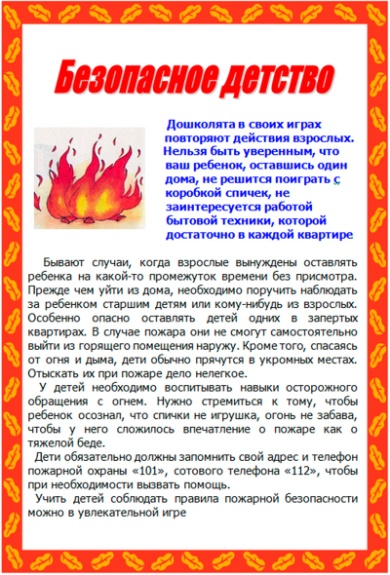 Безопасное детство
Дошколята в своих играх
повторяют действия взрослых.
Нельзя быть уверенным, что
ваш ребенок, оставшись один
дома, не решится поиграть с
коробкой спичек, не
заинтересуется работой
бытовой техники, которой
достаточно в каждой квартире
Бывают случаи, когда взрослые вынуждены оставлять
ребенка на какой-то промежуток времени без присмотра.
Прежде чем уйти из дома, необходимо поручить наблюдать
за ребенком старшим детям или кому-нибудь из взрослых.
Особенно опасно оставлять детей одних в запертых
квартирах. В случае пожара они не смогут самостоятельно
выйти из горящего помещения наружу. Кроме того, спасаясь
от огня и дыма, дети обычно прячутся в укромных местах.
Отыскать их при пожаре дело нелегкое.
У детей необходимо воспитывать навыки осторожного
обращения с огнем. Нужно стремиться к тому, чтобы
ребенок осознал, что спички не игрушка, огонь не забава,
чтобы у него сложилось впечатление о пожаре как о
тяжелой беде.
Дети обязательно должны запомнить свой адрес и телефон
пожарной охраны «101», сотового телефона «112», чтобы
при необходимости вызвать помощь.
Учить детей соблюдать правила пожарной безопасности
можно в увлекательной игре